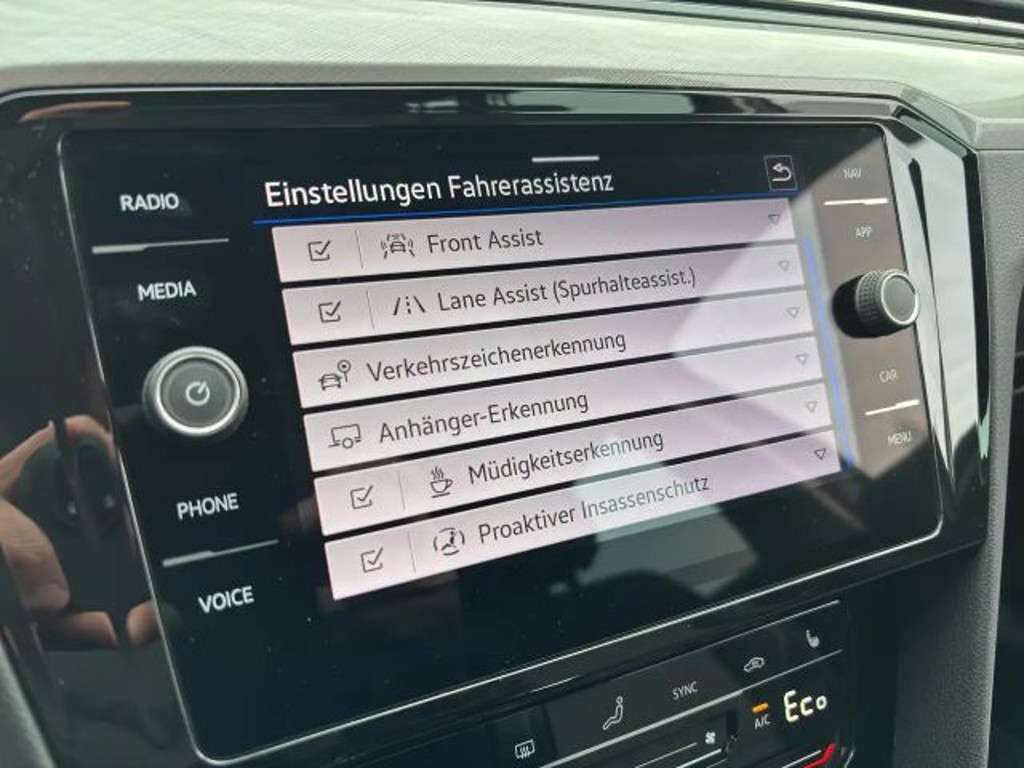 RADIO
MEDIA
PHONE
VOICE
Einstellungen Fahrerassistenz
Front Assist
Lane Assist (Spurhalteassist.)
Verkehrszeichenerkennung
Anhänger-Erkennung
Müdigkeitserkennung
Proaktiver Insassenschutz
NAV
APP
CAR
MENU
SYNC
A/C
Eco